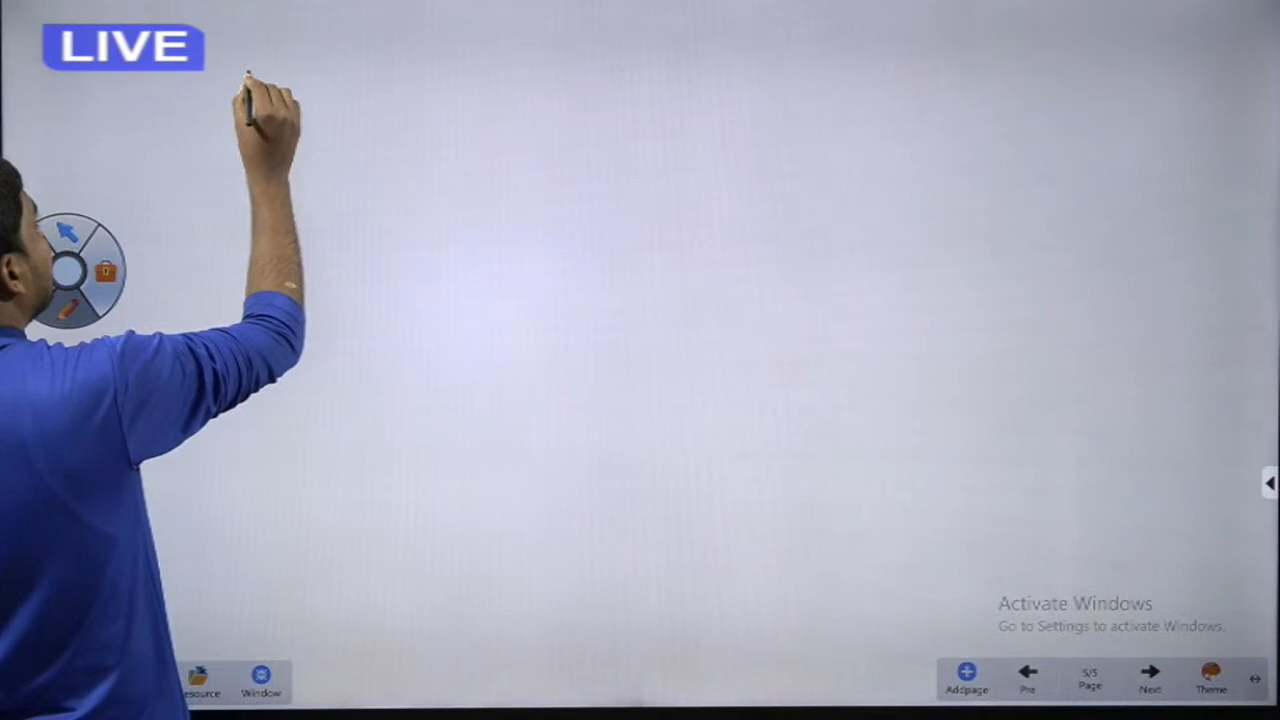 LIVE
Activate Windows
Go to Settings to activate Windows.
esource
Window
Addpage
Pre
5/5
Page
Next
Theme